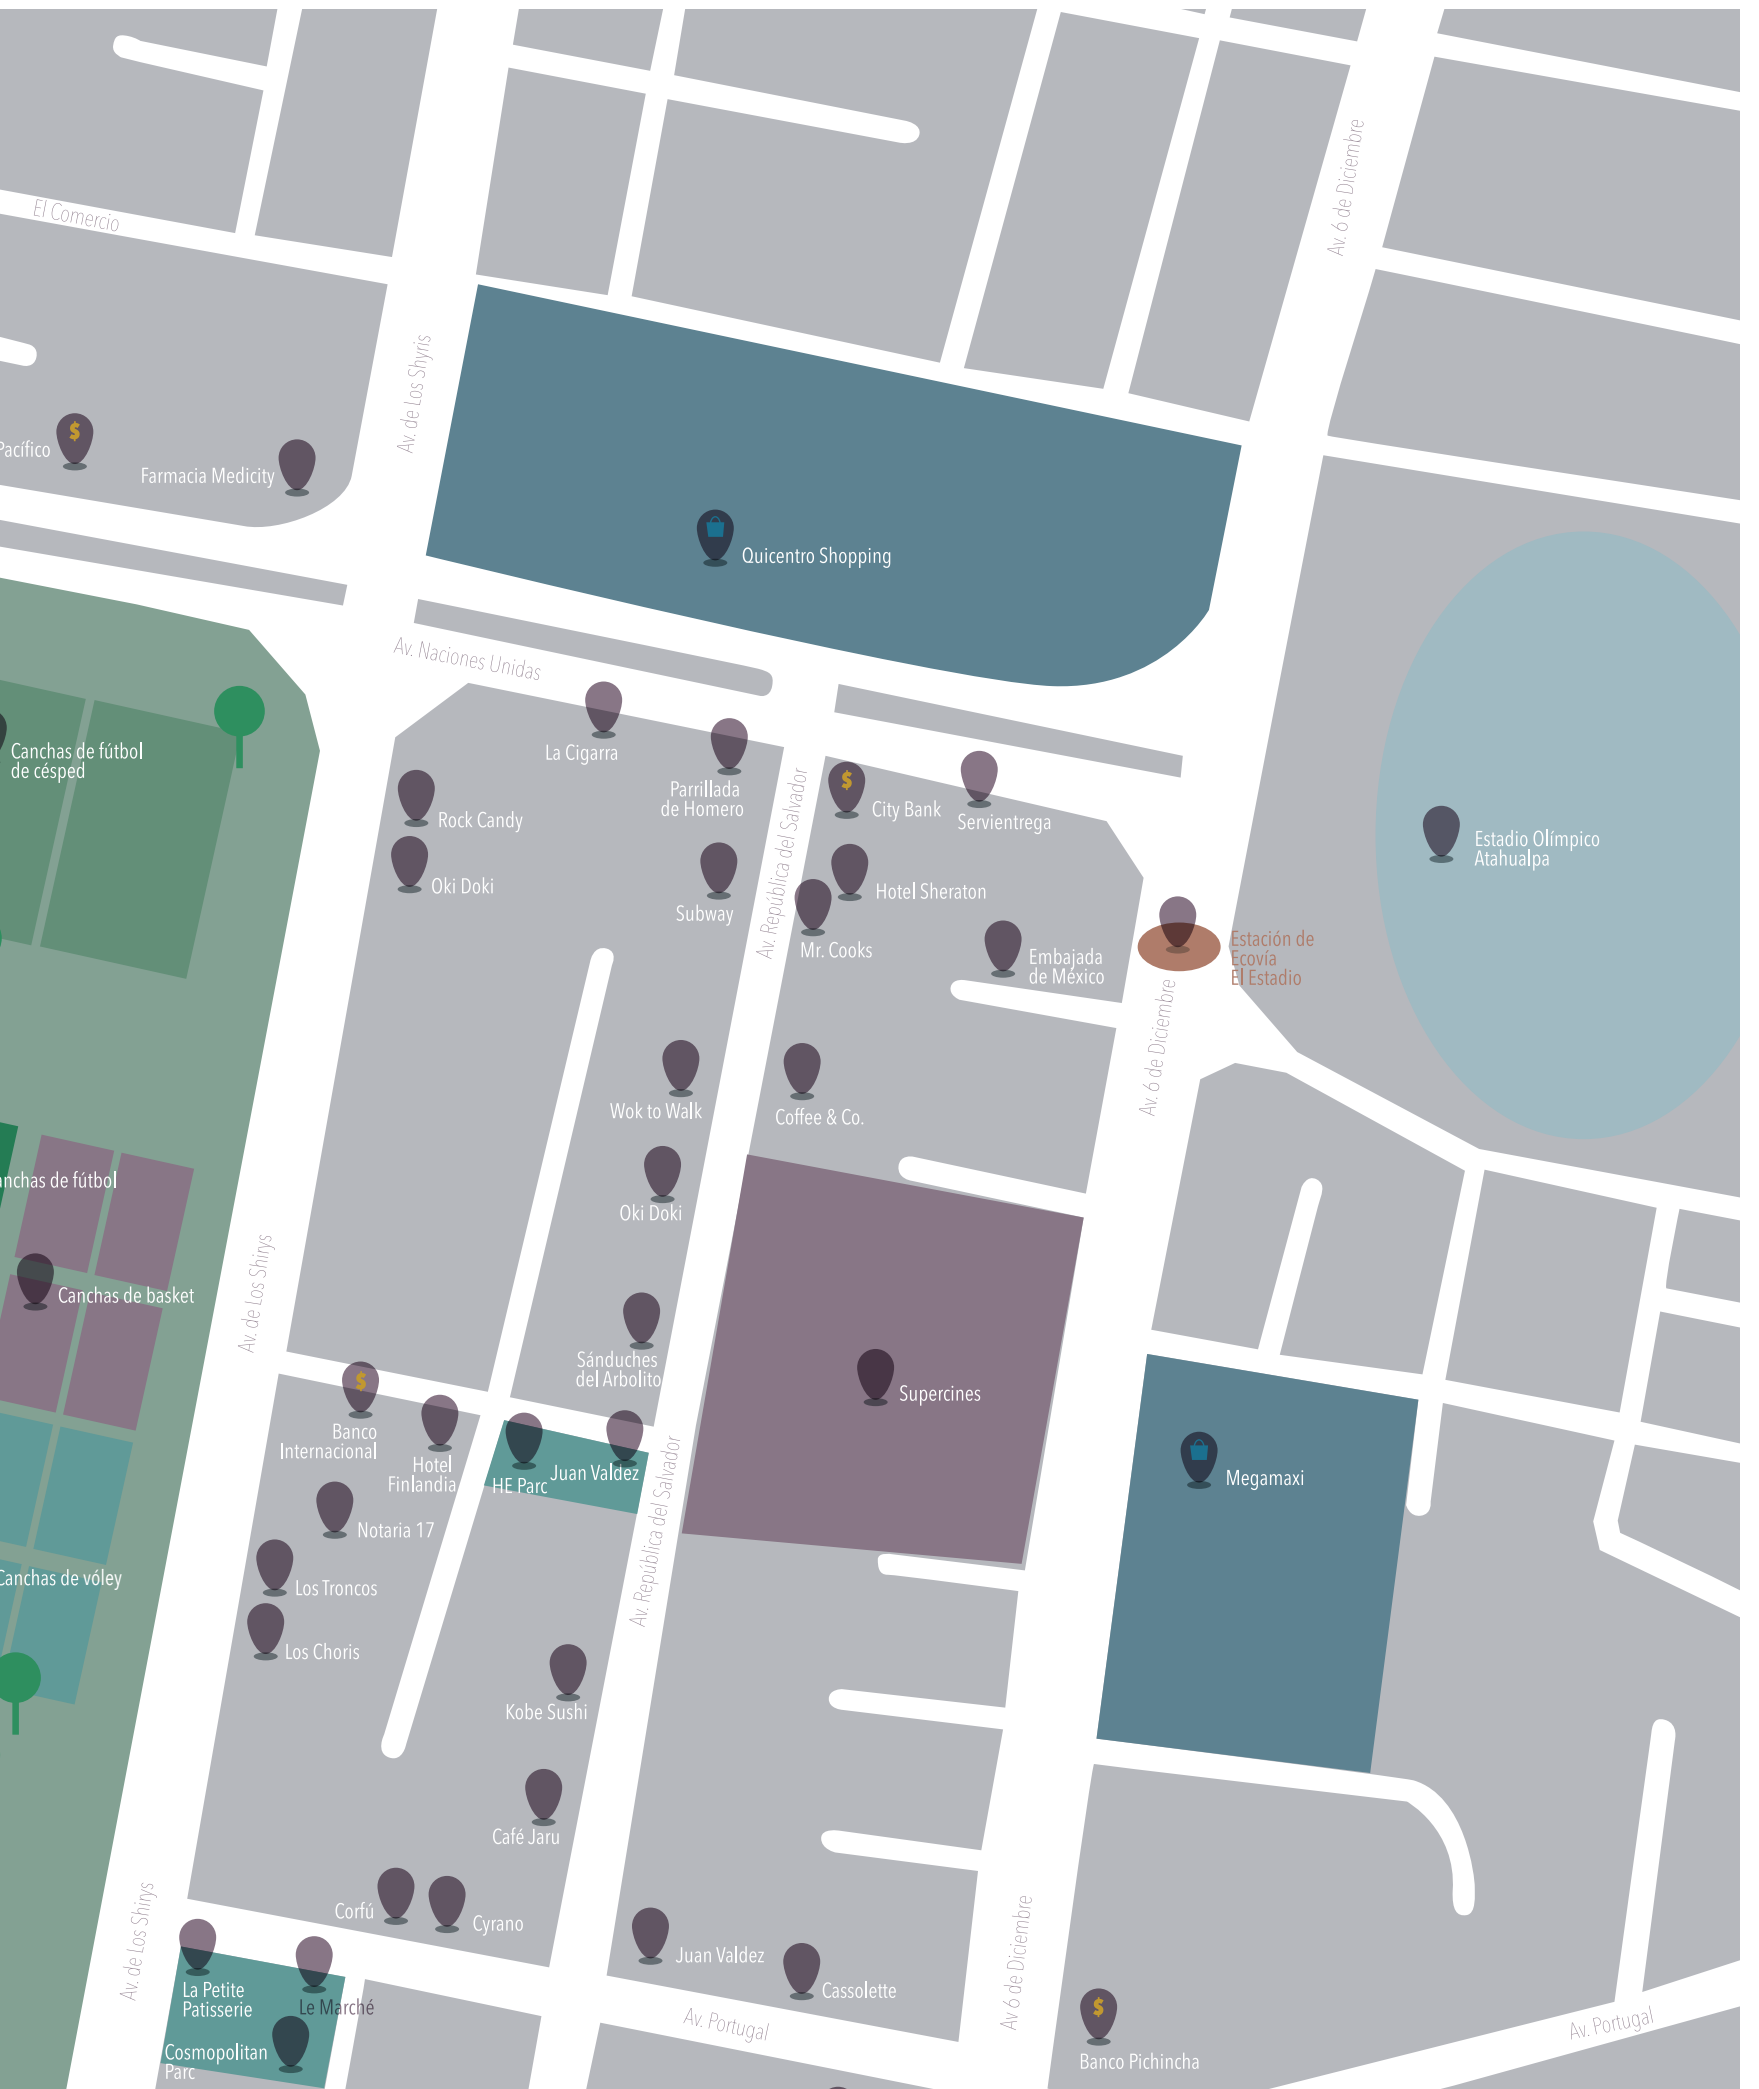 Av. 6 de Diciembre
El Comercio
Av. de Los Shyris
Pacífico
Farmacia Medicity
Quicentro Shopping
Av. Naciones Unidas
Canchas de fútbol
de césped
La Cigarra
Parrillada
de Homero
Av. República del Salvador
City Bank
Servientrega
Rock Candy
Estadio Olímpico
Atahualpa
Oki Doki
Subway
Hotel Sheraton
Mr. Cooks
Embajada
de México
Estación de
Ecovía
El Estadio
Av. 6 de Diciembre
Wok to Walk
Coffee & Co.
anchas de fútbol
Oki Doki
Av. de Los Shirys
Canchas de basket
Sánduches
del Arbolito
Supercines
Banco
Internacional
Hotel
Finlandia
HE Parc
Juan Valdez
Megamaxi
Av. República del Salvador
Notaria 17
Canchas de vóley
Los Troncos
Los Choris
Kobe Sushi
Café Jaru
Corfú
Cyrano
Av. de Los Shirys
Juan Valdez
Cassolette
Av 6 de Diciembre
La Petite
Patisserie
Le Marché
Av. Portugal
Av. Portugal
Cosmopolitan
Parc
Banco Pichincha